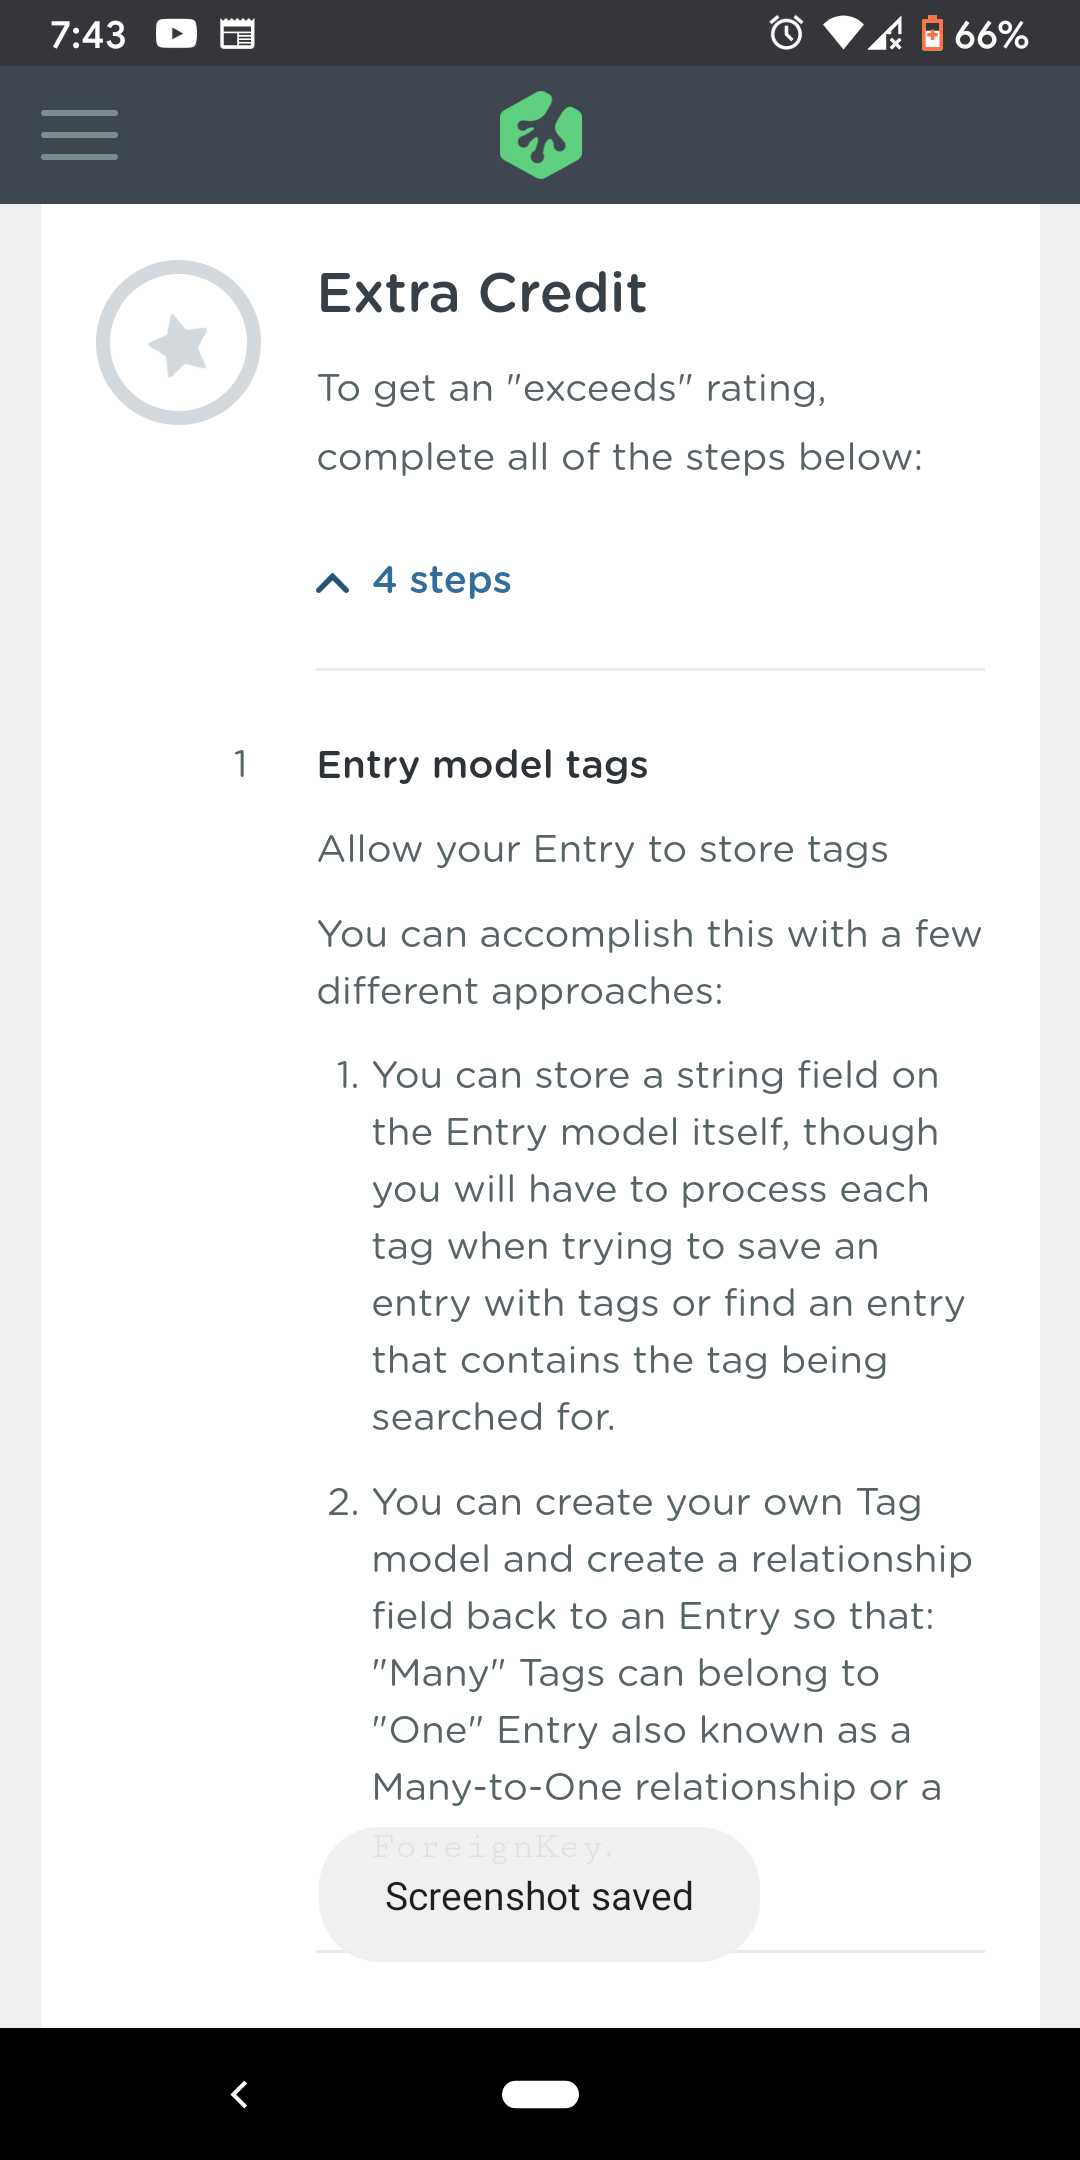 7:43
66%
Extra Credit
To get an "exceeds" rating,
complete all of the steps below:
4 steps
1 Entry model tags
Allow your Entry to store tags
You can accomplish this with a few
different approaches:
1. You can store a string field on
the Entry model itself, though
you will have to process each
tag when trying to save an
entry with tags or find an entry
that contains the tag being
searched for.
2. You can create your own Tag
model and create a relationship
field back to an Entry so that:
"Many" Tags can belong to
"One" Entry also known as a
Many-to-One relationship or a
ForeignKey.
Screenshot saved